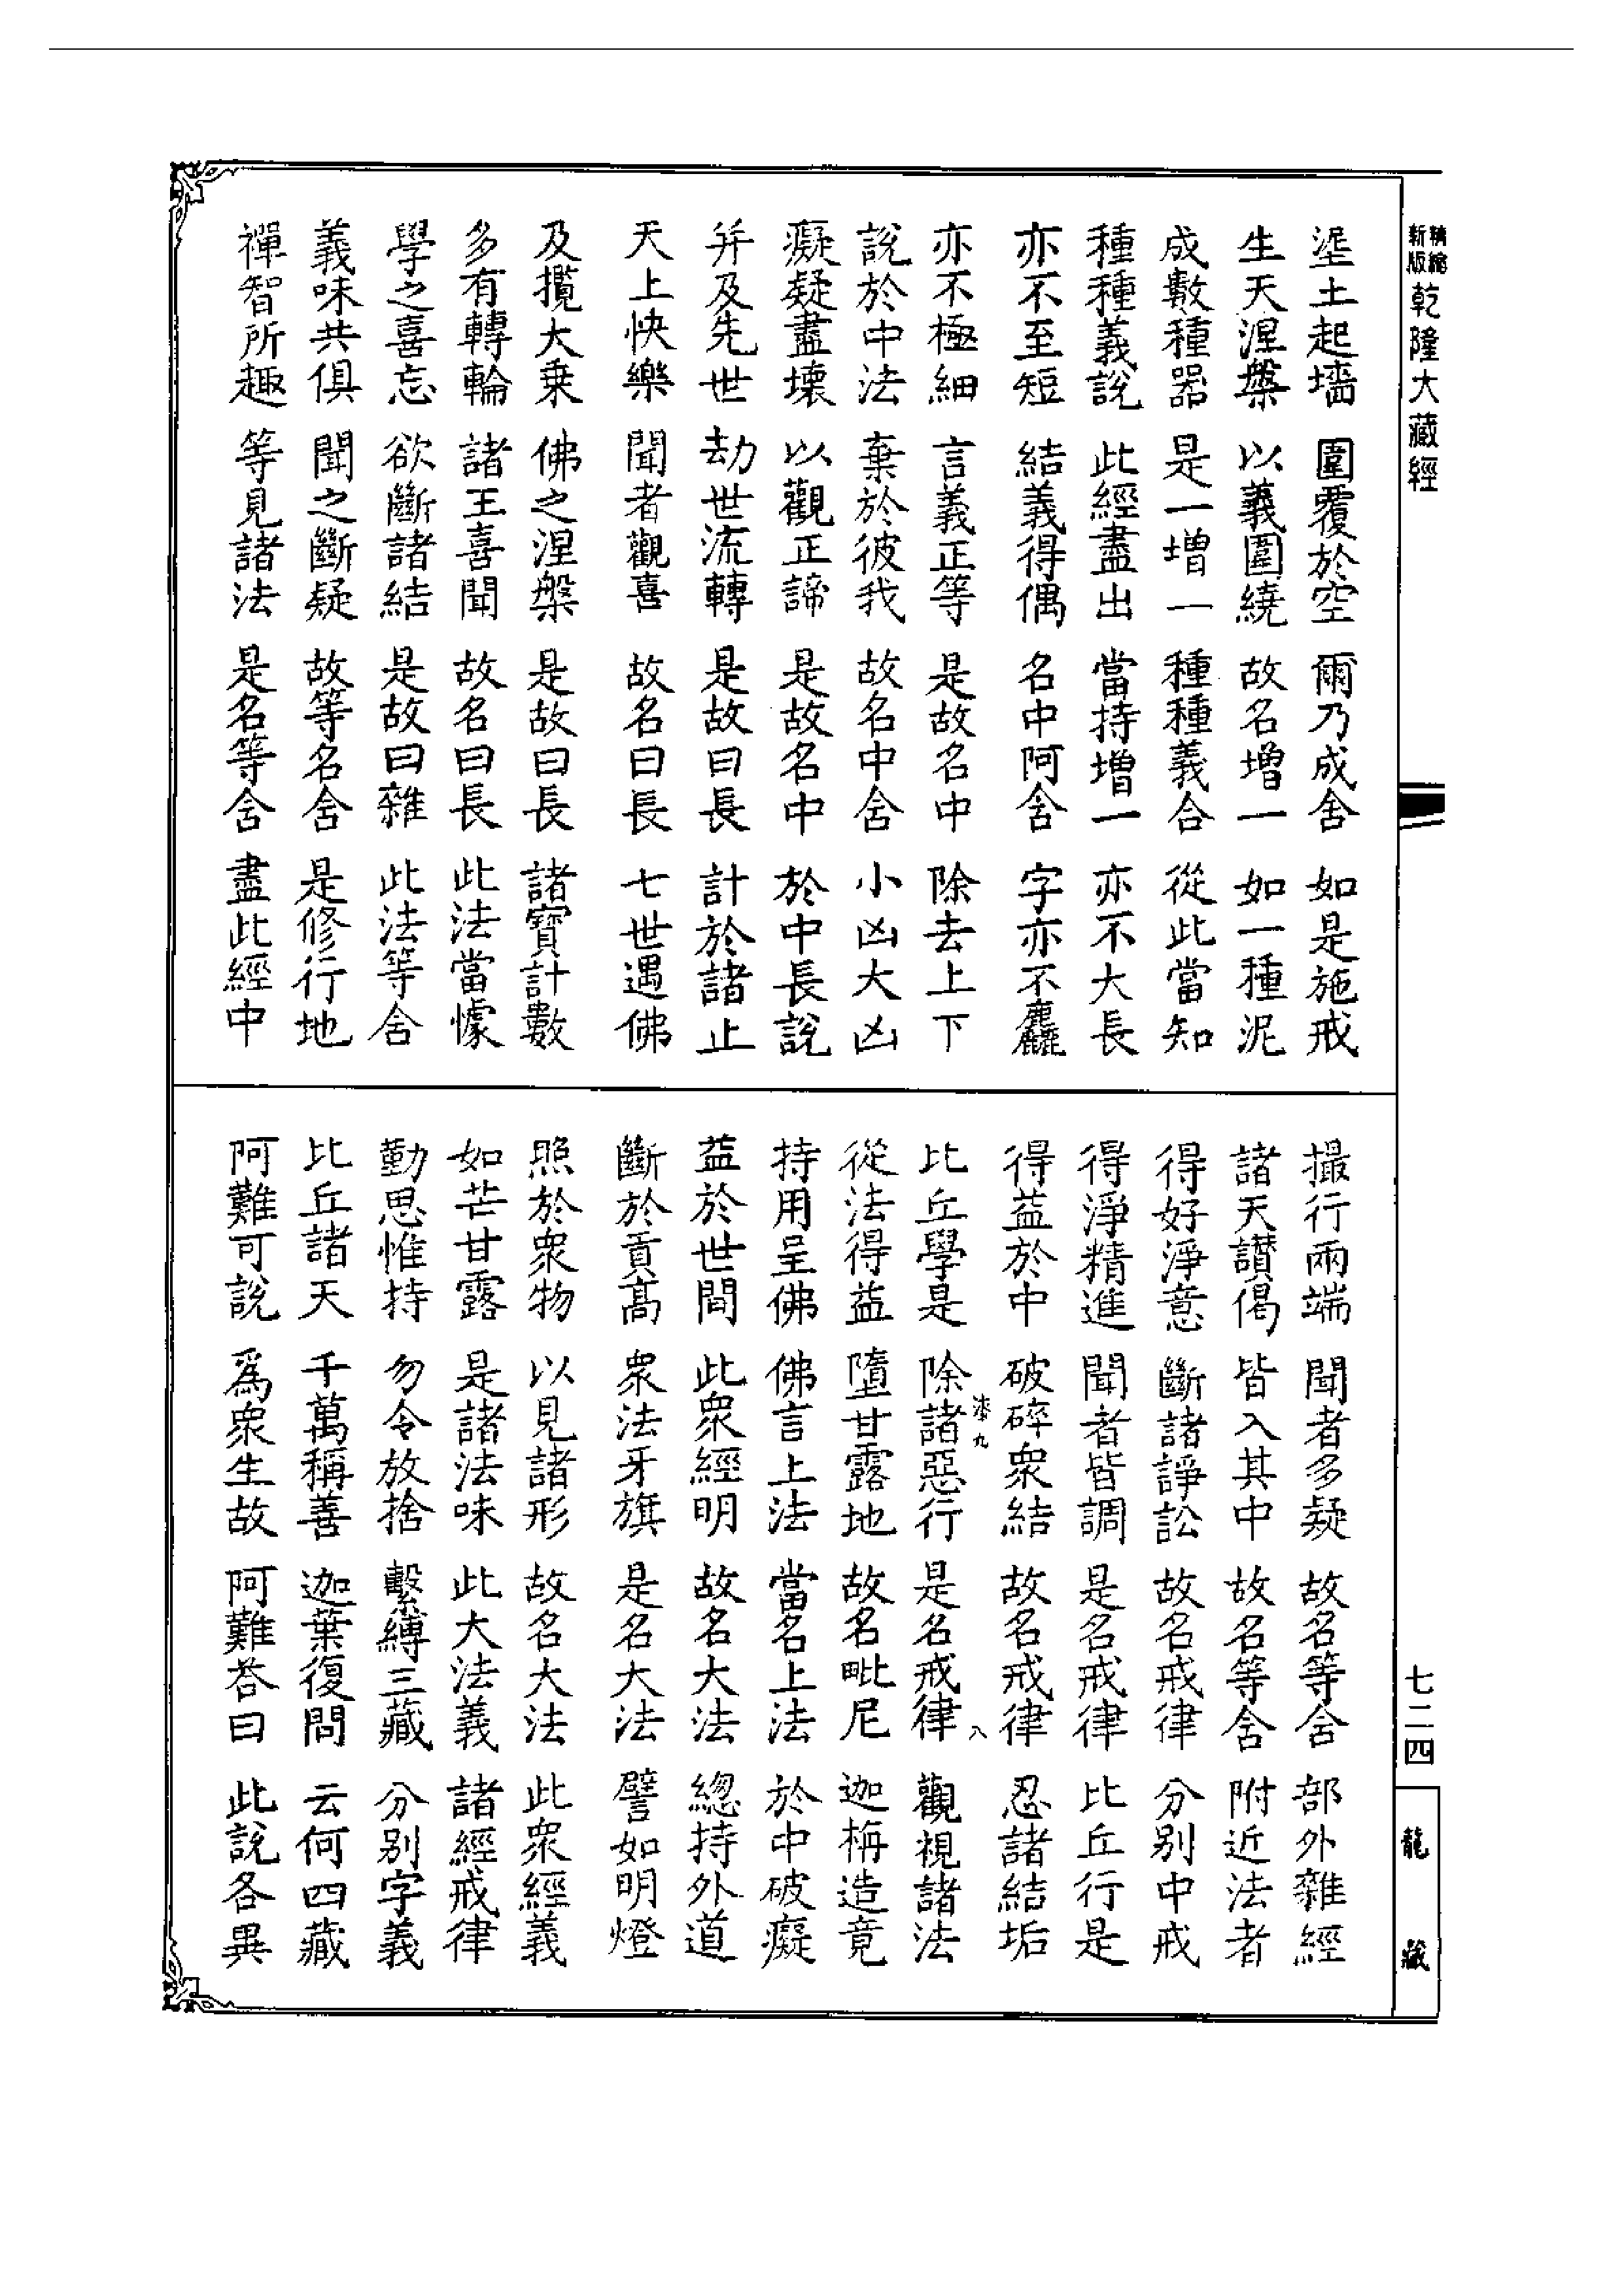 精縮新版乾隆大藏經
埿土起墻 圍覆於空 爾乃成舍 如是施戒
生天涅槃 以義圍繞 故名增一 如一種泥
成數種器 是一增一 種種義合 從此當知
種種義說 此經盡出 當持增一 亦不大長
亦不至短 結義得偶 名中阿含 字亦不麤
亦不極細 言義正等 是故名中 除去上下
說於中法 棄於彼我 故名中舍 小凶大凶
癡疑盡壞 以觀正諦 是故名中 於中長說
并及先世 劫世流轉 是故曰長 計於諸止
天上快樂 聞者觀喜 故名曰長 七世遇佛
及攬大乘 佛之涅槃 是故曰長 諸寶計數
多有轉輪 諸王喜聞 故名曰長 此法當懅
學之喜忘 欲斷諸結 是故曰雜 此法等舍
義味共俱 聞之斷疑 故等名舍 是修行地
禪智所趣 等見諸法 是名等含 盡此經中
撮行兩端 聞者多疑 故名等舍 部外雜經
諸天讚偈 皆入其中 故名等含 附近法者
得好淨意 斷諸諍訟 故名戒律 分别中戒
得淨精進 聞者皆調 是名戒律 比丘行是
得益於中 破碎衆結 故名戒律 忍諸結垢
比丘學是 除諸惡行 是名戒律 觀視諸法
漆九 入
從法得益 墮甘露地 故名毗尼 迦栴造竟
持用呈佛 佛言上法 當名上法 於中破癡
益於世間 此衆經明 故名大法 總持外道
斷於貢高 衆法牙旗 是名大法 譬如明燈
照於衆物 以見諸形 故名大法 此衆經義
如芒甘露 是諸法味 此大法義 諸經戒律
勤思惟持 勿令放捨 繫縛三藏 分别字義
比丘諸天 千萬稱善 迦葉復問 云何四藏
阿難可說 爲衆生故 阿難答曰 此說各異
七二四
龍藏